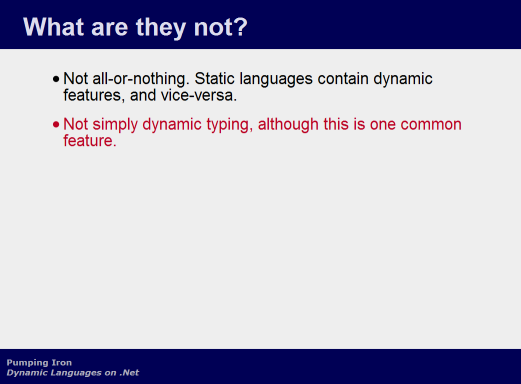 What are they not?
• Not all-or-nothing. Static languages contain dynamic
features, and vice-versa.
• Not simply dynamic typing, although this is one common
feature.
Pumping Iron
Dynamic Languages on .Net